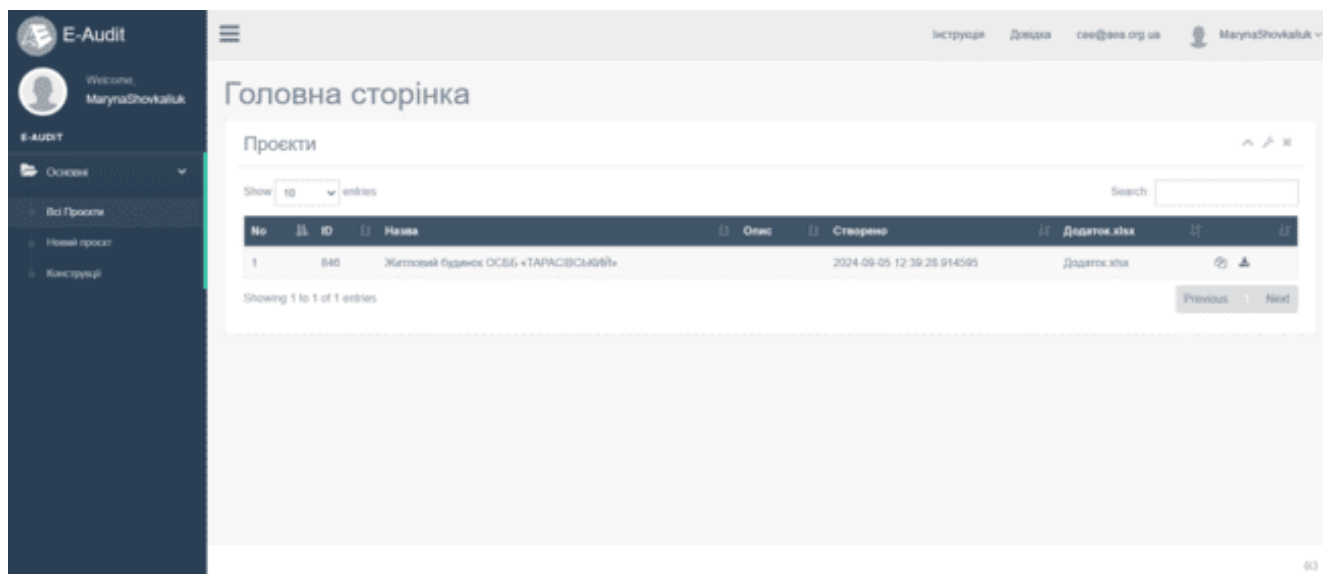 E-Audit
Інструкція Довідка cee@aea.org.ua MarynaShovkaliuk
Welcome,
MarynaShovkaliuk
Головна сторінка
E-AUDIT
Проєкти
Основні
Show 10 entries
Search:
Всі Проєкти
No ID Назва Опис Створено Додаток.xlsx
Новий проєкт
1 846 Житловий будинок ОСББ «ТАРАСІВСЬКИЙ» 2024-09-05 12:39:28.914595 Додаток.xlsx
Конструкції
Showing 1 to 1 of 1 entries
Previous 1 Next